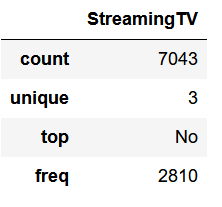 StreamingTV
count 7043
unique 3
top No
freq 2810